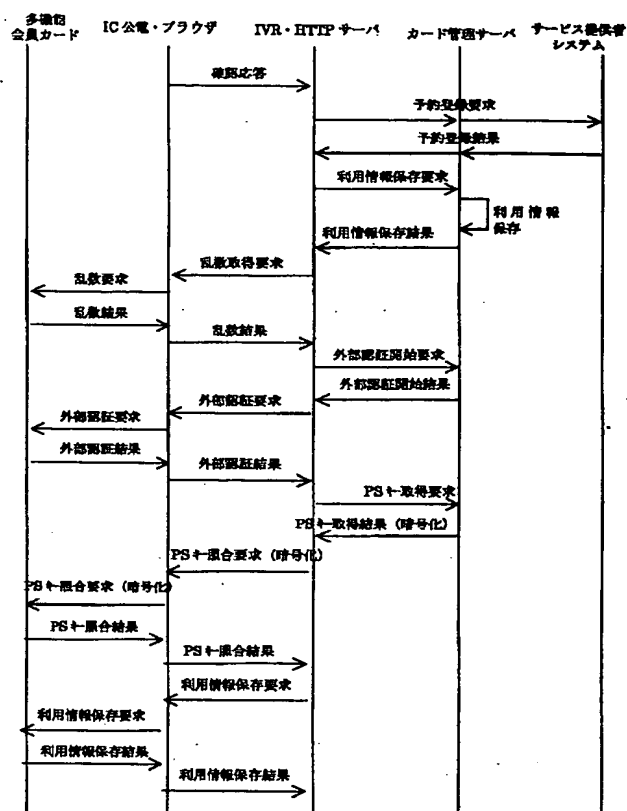 多機能
会員カード
IC公電・ブラウザ
IVR・HTTPサーバ
カード管理サーバ
サービス提供者
システム
確認応答
予約登録要求
予約登録結果
利用情報保存要求
利用情報
保存
利用情報保存結果
乱数取得要求
乱数要求
乱数結果
乱数結果
外部認証開始要求
外部認証開始結果
外部認証要求
外部認証要求
外部認証結果
外部認証結果
PSキー取得要求
PSキー取得結果（暗号化）
PSキー照合要求（暗号化）
PSキー照合要求（暗号化）
PSキー照合結果
PSキー照合結果
利用情報保存要求
利用情報保存要求
利用情報保存結果
利用情報保存結果